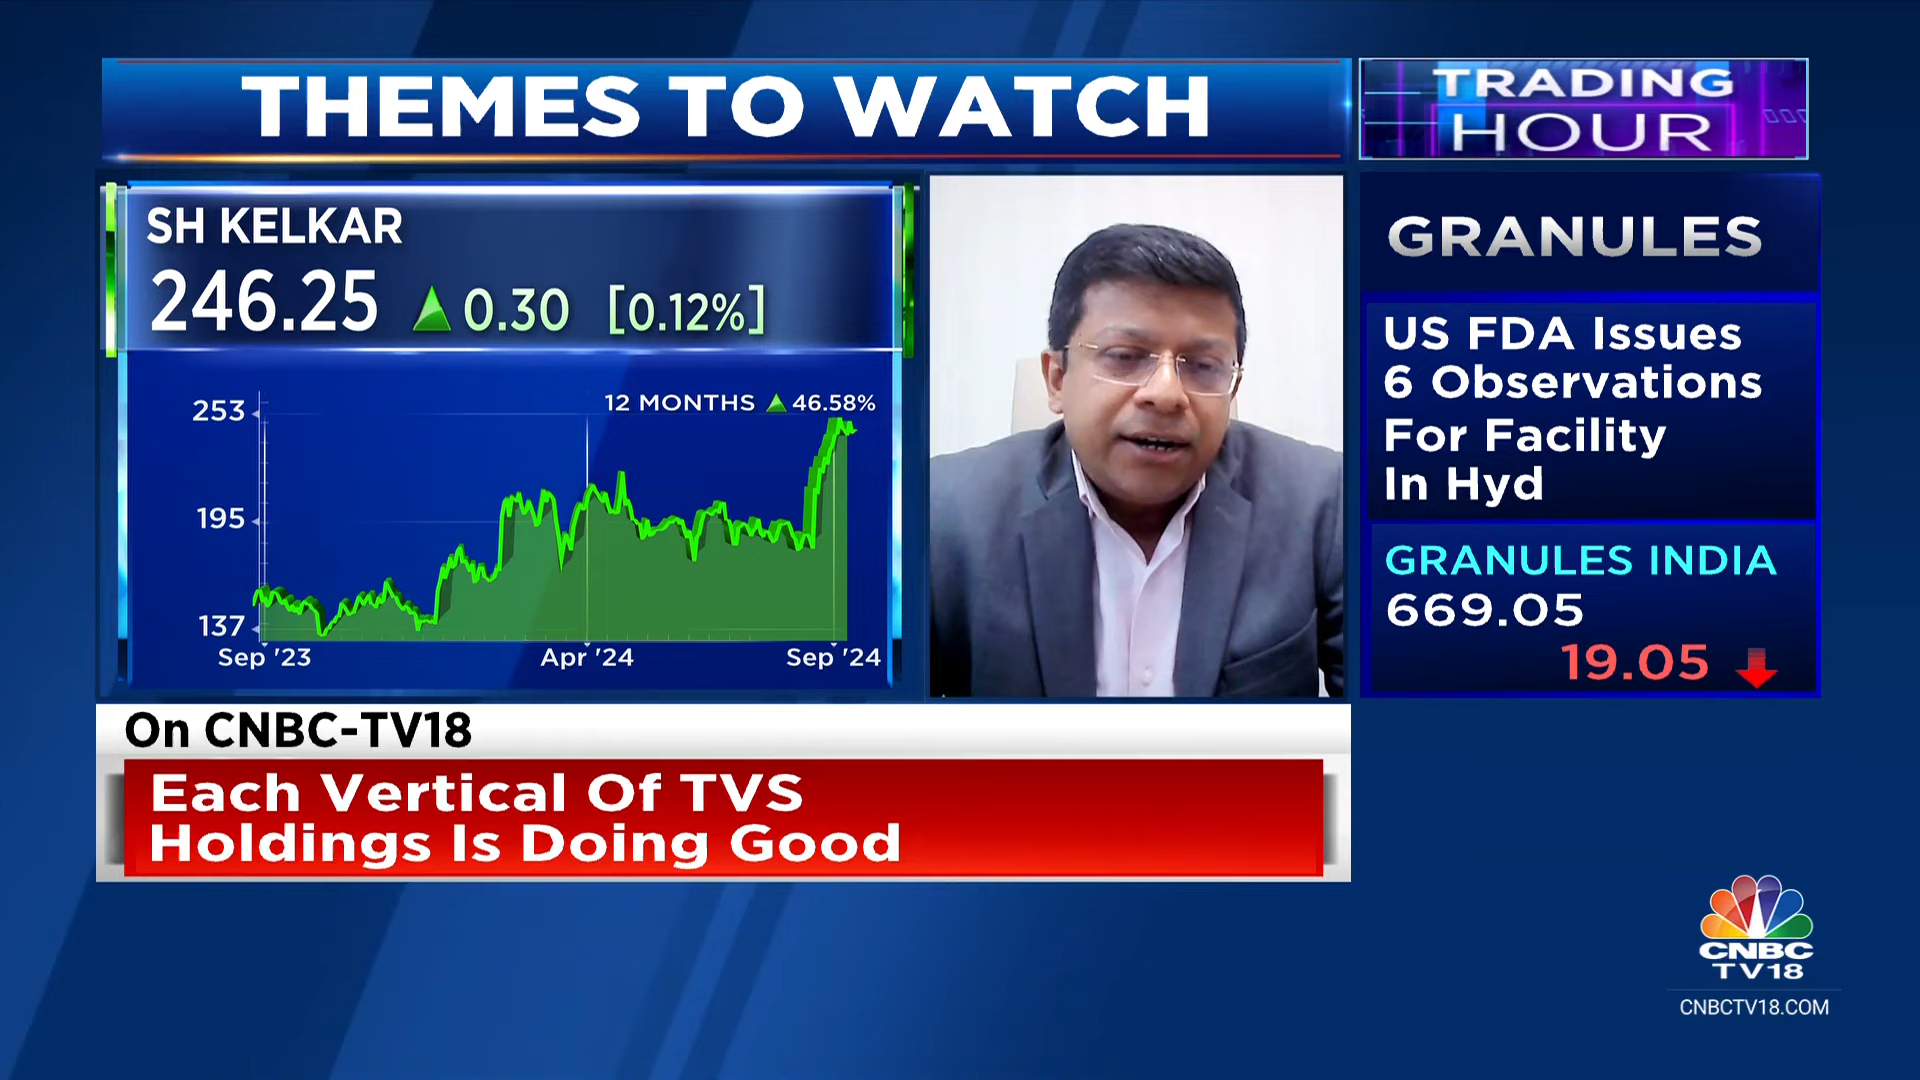 THEMES TO WATCH
TRADING
HOUR
SH KELKAR
246.25 ▲ 0.30 [0.12%]
12 MONTHS ▲ 46.58%
253
195
137
Sep '23 Apr '24 Sep '24
GRANULES
US FDA Issues
6 Observations
For Facility
In Hyd
GRANULES INDIA
669.05
19.05
On CNBC-TV18
Each Vertical Of TVS
Holdings Is Doing Good
CNBC
TV18
CNBCTV18.COM